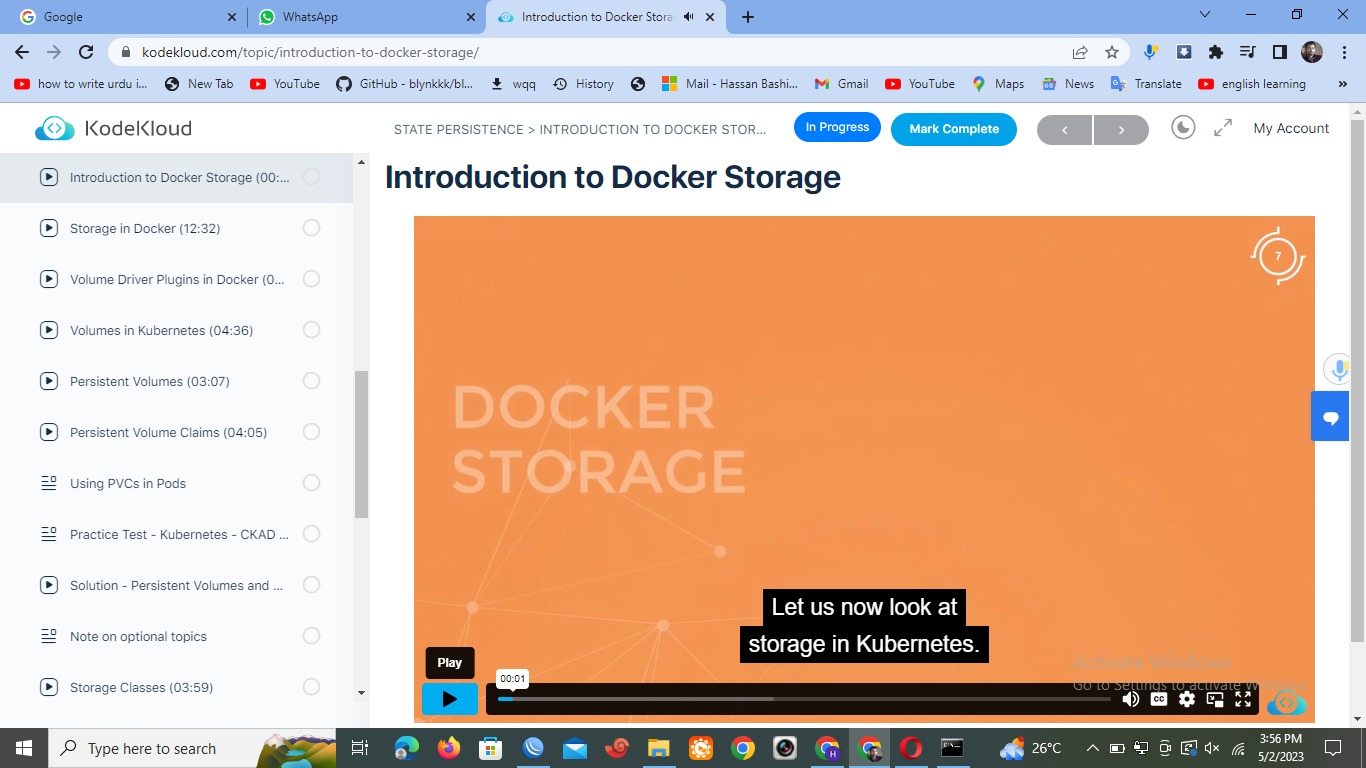 Google
WhatsApp
Introduction to Docker Stora
kodekloud.com/topic/introduction-to-docker-storage/
how to write urdu i...
New Tab
YouTube
GitHub - blynkkk/bl...
wqq
History
Mail - Hassan Bashi...
Gmail
YouTube
Maps
News
Translate
english learning
»
KodeKloud
STATE PERSISTENCE > INTRODUCTION TO DOCKER STOR...
In Progress
Mark Complete
<
>
My Account
Introduction to Docker Storage (00:...
Storage in Docker (12:32)
Volume Driver Plugins in Docker (0...
Volumes in Kubernetes (04:36)
Persistent Volumes (03:07)
Persistent Volume Claims (04:05)
Using PVCs in Pods
Practice Test - Kubernetes - CKAD ...
Solution - Persistent Volumes and ...
Note on optional topics
Storage Classes (03:59)
Introduction to Docker Storage
7
DOCKER
STORAGE
Let us now look at
storage in Kubernetes.
Play
00:01
CC
Activate Windows
Go to Settings to activate Windows.
Type here to search
26°C
3:56 PM
5/2/2023